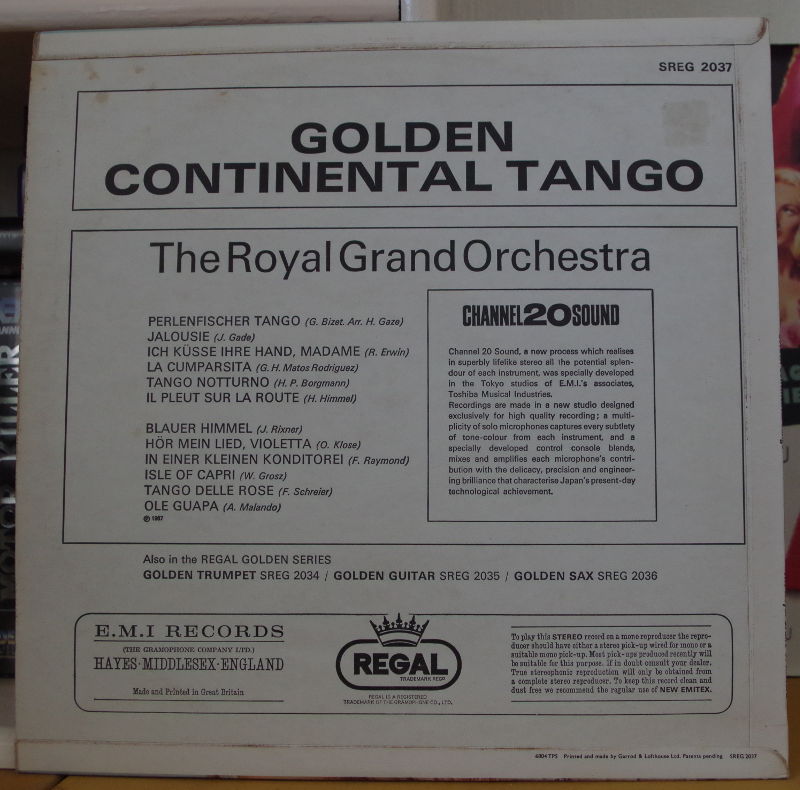 SREG 2037
GOLDEN
CONTINENTAL TANGO
The Royal Grand Orchestra
PERLENFISCHER TANGO (G. Bizet. Arr. H. Gaze)
JALOUSIE (J. Gade)
ICH KÜSSE IHRE HAND, MADAME (R. Erwin)
LA CUMPARSITA (G. H. Matos Rodriguez)
TANGO NOTTURNO (H. P. Borgmann)
IL PLEUT SUR LA ROUTE (H. Himmel)
BLAUER HIMMEL (J. Rixner)
HÖR MEIN LIED, VIOLETTA (O. Klose)
IN EINER KLEINEN KONDITOREI (F. Raymond)
ISLE OF CAPRI (W. Grosz)
TANGO DELLE ROSE (F. Schreier)
OLE GUAPA (A. Malando)
℗ 1967
CHANNEL 20 SOUND
Channel 20 Sound, a new process which realises
in superbly lifelike stereo all the potential splen-
dour of each instrument, was specially developed
in the Tokyo studios of E.M.I.'s associates,
Toshiba Musical Industries.
Recordings are made in a new studio designed
exclusively for high quality recording; a multi-
plicity of solo microphones captures every subtlety
of tone-colour from each instrument, and a
specially developed control console blends,
mixes and amplifies each microphone's contri-
bution with the delicacy, precision and engineer-
ing brilliance that characterise Japan's present-day
technological achievement.
Also in the REGAL GOLDEN SERIES
GOLDEN TRUMPET SREG 2034 / GOLDEN GUITAR SREG 2035 / GOLDEN SAX SREG 2036
E.M.I RECORDS
(THE GRAMOPHONE COMPANY LTD.)
HAYES·MIDDLESEX·ENGLAND
Made and Printed in Great Britain
REGAL
TRADEMARK REGD.
REGAL IS A REGISTERED
TRADEMARK OF THE GRAMOPHONE CO., LTD.
To play this STEREO record on a mono reproducer the repro-
ducer should have either a stereo pick-up wired for mono or a
suitable mono pick-up. Most pick-ups produced recently will
be suitable for this purpose. If in doubt consult your dealer.
True stereophonic reproduction will only be obtained from
a complete stereo reproducer. To keep this record clean and
dust free we recommend the regular use of NEW EMITEX.
6804 TPS Printed and made by Garrod & Lofthouse Ltd. Patents pending SREG 2037